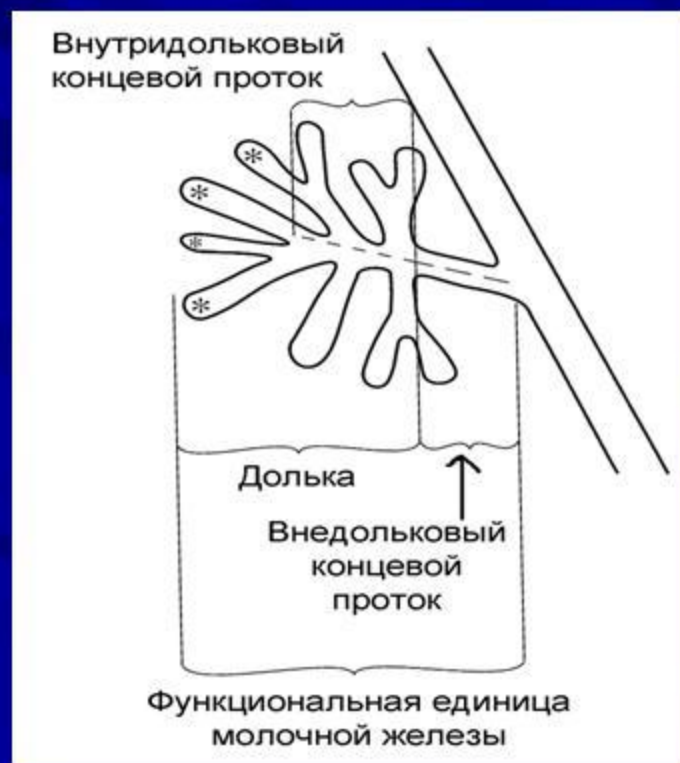 Внутридольковый
концевой проток
*
*
*
*
Долька
Внедольковый
концевой
проток
Функциональная единица
молочной железы